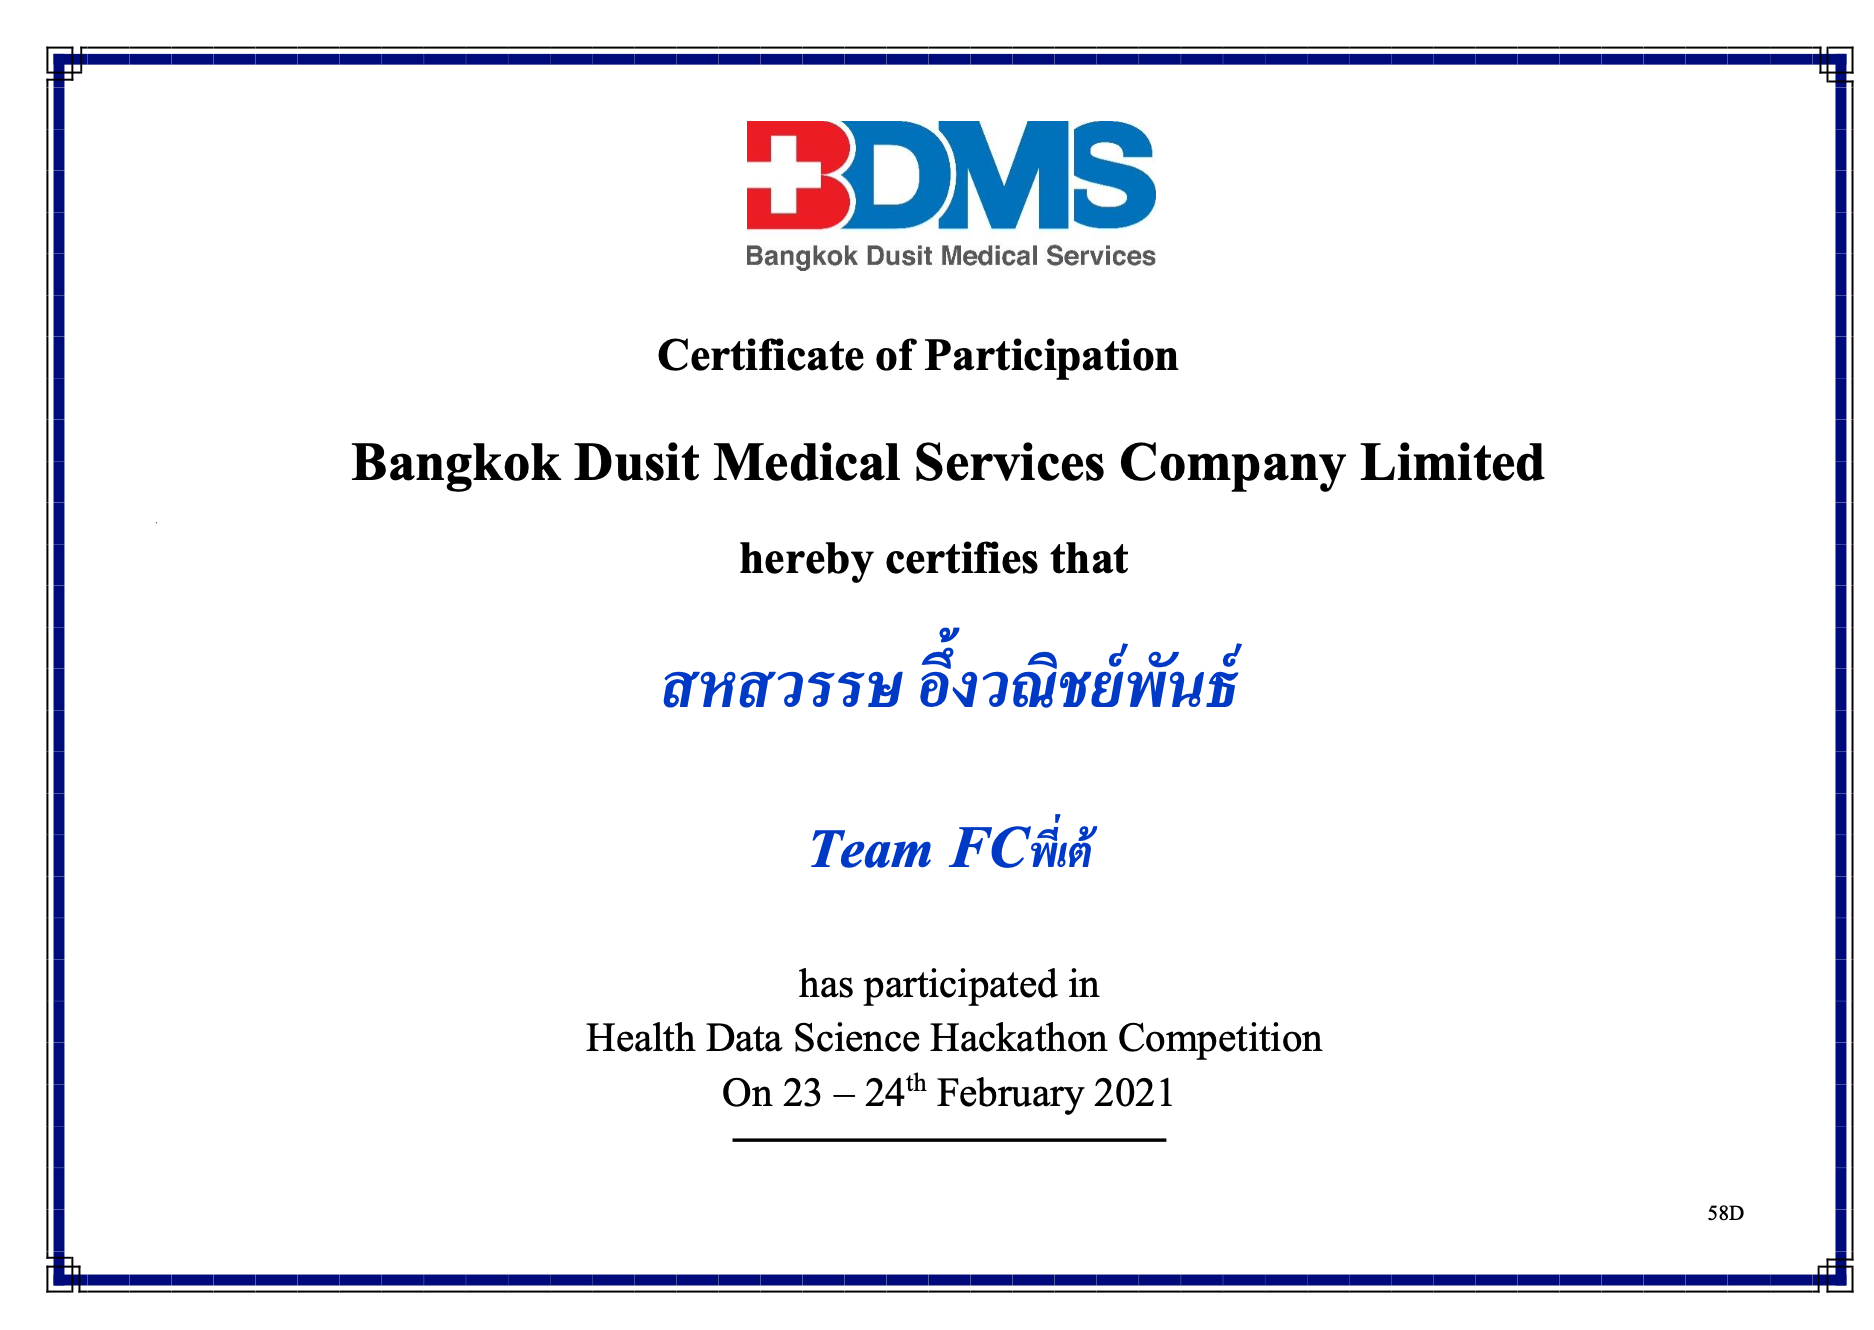 BDMS
Bangkok Dusit Medical Services
Certificate of Participation
Bangkok Dusit Medical Services Company Limited
hereby certifies that
สหสวรรษ อึ้งวณิชย์พันธ์
Team FCพี่เต้
has participated in
Health Data Science Hackathon Competition
On 23 – 24th February 2021
58D